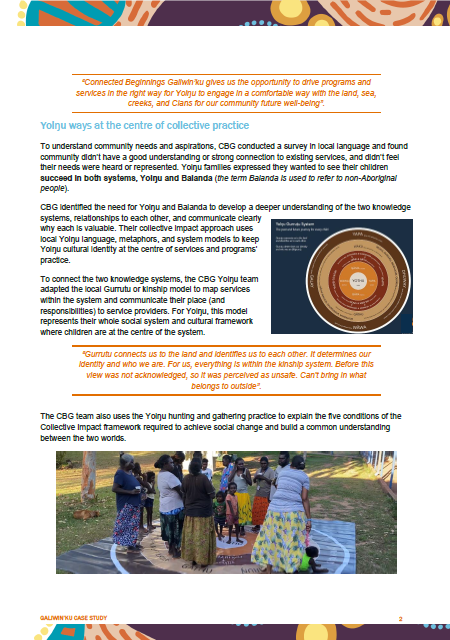 "Connected Beginnings Galiwin'ku gives us the opportunity to drive programs and
services in the right way for Yolŋu to engage in a comfortable way with the land, sea,
creeks, and Clans for our community future well-being".
Yolŋu ways at the centre of collective practice
To understand community needs and aspirations, CBG conducted a survey in local language and found
community didn't have a good understanding or strong connection to existing services, and didn't feel
their needs were heard or represented. Yolŋu families expressed they wanted to see their children
succeed in both systems, Yolŋu and Balanda (the term Balanda is used to refer to non-Aboriginal
people).
CBG identified the need for Yolŋu and Balanda to develop a deeper understanding of the two knowledge
systems, relationships to each other, and communicate clearly
why each is valuable. Their collective impact approach uses
local Yolŋu language, metaphors, and system models to keep
Yolŋu cultural identity at the centre of services and programs'
practice.
To connect the two knowledge systems, the CBG Yolŋu team
adapted the local Gurrutu or kinship model to map services
within the system and communicate their place (and
responsibilities) to service providers. For Yolŋu, this model
represents their whole social system and cultural framework
where children are at the centre of the system.
Yolŋu Gurrutu System
"Gurrutu connects us to the land and identifies us to each other. It determines our
identity and who we are. For us, everything is within the kinship system. Before this
view was not acknowledged, so it was perceived as unsafe. Can't bring in what
belongs to outside".
The CBG team also uses the Yolŋu hunting and gathering practice to explain the five conditions of the
Collective Impact framework required to achieve social change and build a common understanding
between the two worlds.
GALIWIN'KU CASE STUDY
2